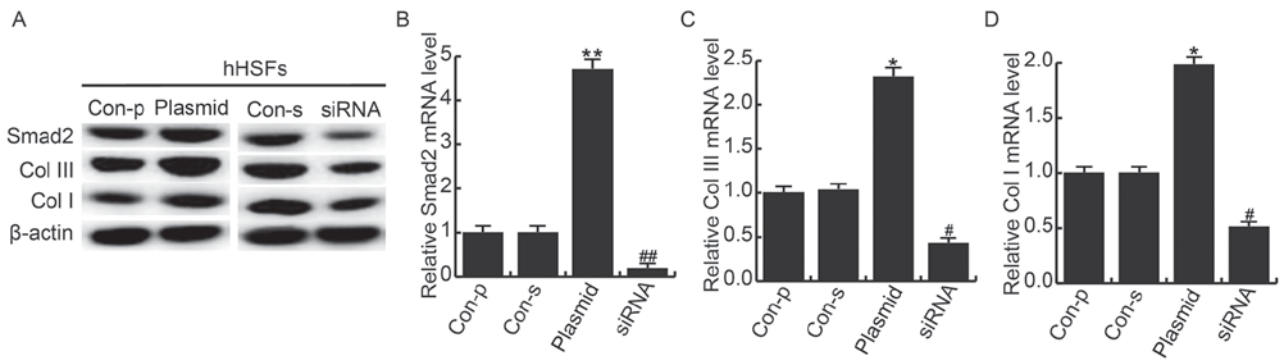 A
hHSFs
Con-p Plasmid Con-s siRNA
Smad2
Col III
Col I
β-actin
B
Relative Smad2 mRNA level
5
4
3
2
1
0
**
##
Con-p
Con-s
Plasmid
siRNA
C
Relative Col III mRNA level
2.5
2.0
1.5
1.0
0.5
0.0
*
#
Con-p
Con-s
Plasmid
siRNA
D
Relative Col I mRNA level
2.0
1.5
1.0
0.5
0.0
*
#
Con-p
Con-s
Plasmid
siRNA